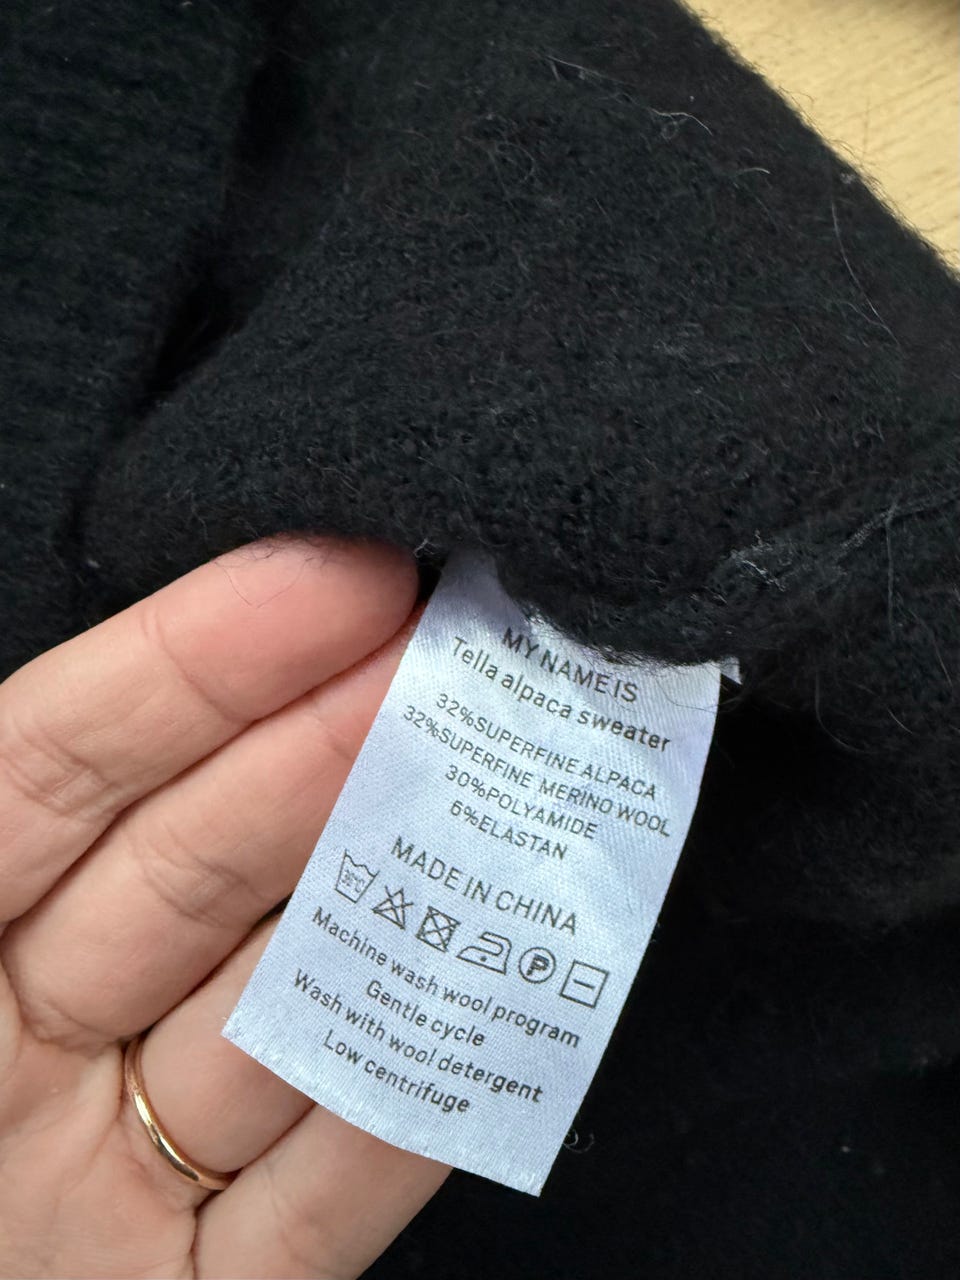 MY NAME IS
Tella alpaca sweater
32%SUPERFINE ALPACA
32%SUPERFINE MERINO WOOL
30%POLYAMIDE
6%ELASTAN
MADE IN CHINA
30°C
P
Machine wash wool program
Gentle cycle
Wash with wool detergent
Low centrifuge